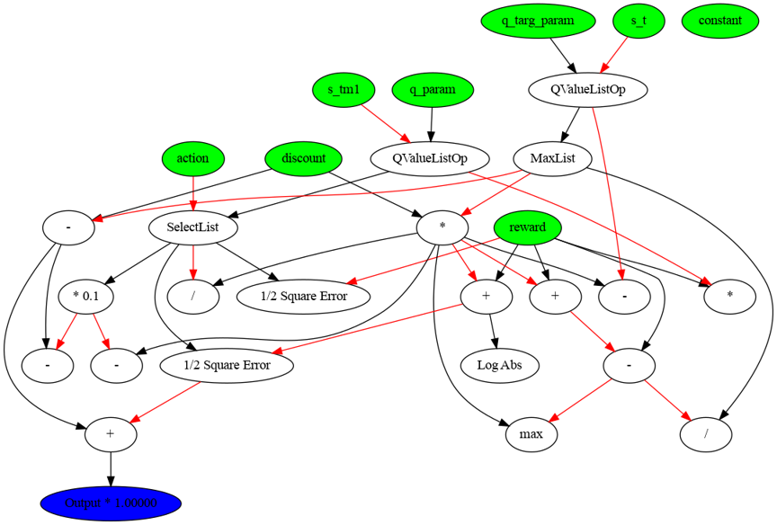 q_targ_param
s_t
constant
s_tm1
q_param
QValueListOp
action
discount
QValueListOp
MaxList
-
SelectList
*
reward
* 0.1
/
1/2 Square Error
+
+
-
*
-
-
1/2 Square Error
Log Abs
-
+
max
/
Output * 1.00000